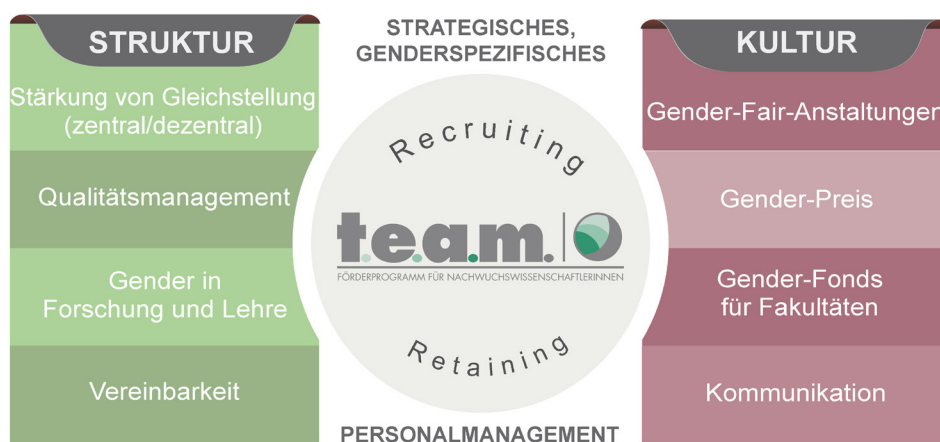 STRUKTUR
Stärkung von Gleichstellung
(zentral/dezentral)
Qualitätsmanagement
Gender in
Forschung und Lehre
Vereinbarkeit
STRATEGISCHES,
GENDERSPEZIFISCHES
Recruiting
t.e.a.m.
FÖRDERPROGRAMM FÜR NACHWUCHSWISSENSCHAFTLERINNEN
Retaining
PERSONALMANAGEMENT
KULTUR
Gender-Fair-Anstaltungen
Gender-Preis
Gender-Fonds
für Fakultäten
Kommunikation